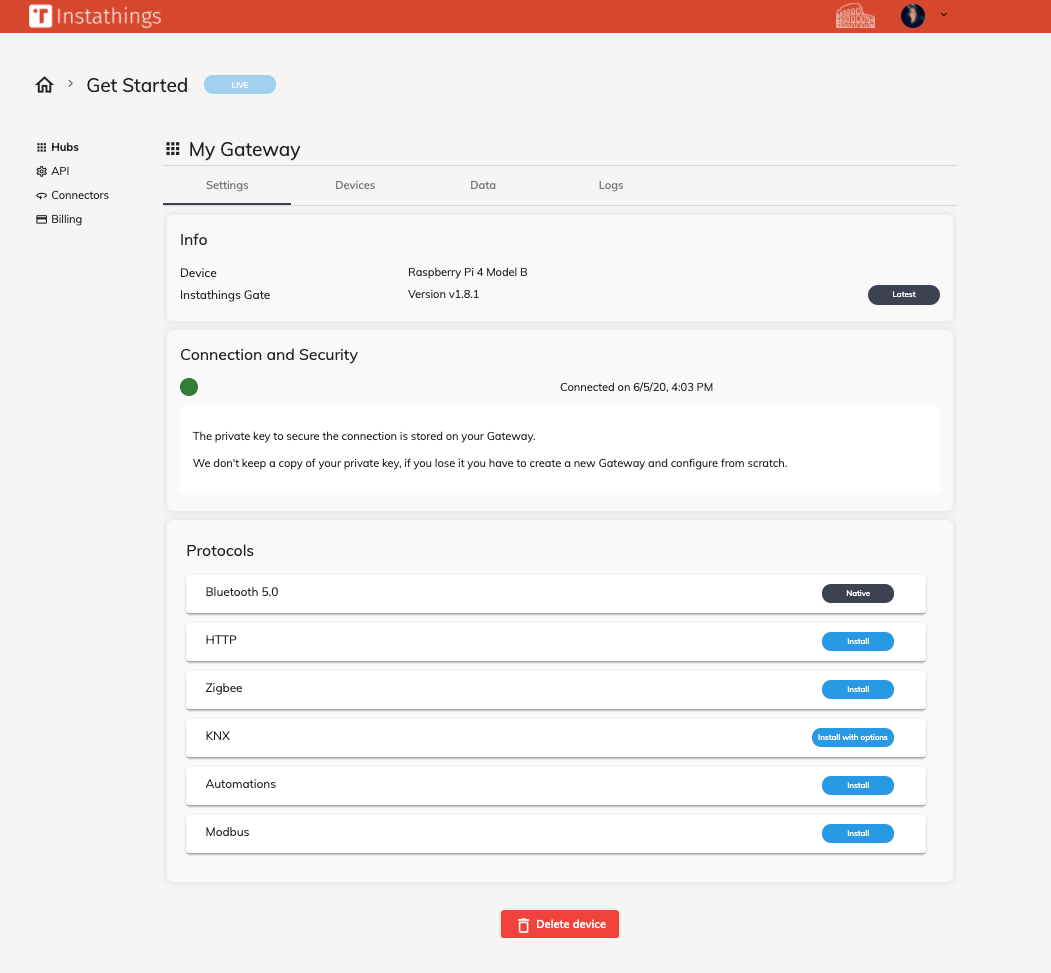 Instathings
Get Started LIVE
Hubs
API
Connectors
Billing
My Gateway
Settings Devices Data Logs
Info
Device Raspberry Pi 4 Model B
Instathings Gate Version v1.8.1 Latest
Connection and Security
Connected on 6/5/20, 4:03 PM
The private key to secure the connection is stored on your Gateway.
We don't keep a copy of your private key, if you lose it you have to create a new Gateway and configure from scratch.
Protocols
Bluetooth 5.0 Native
HTTP Install
Zigbee Install
KNX Install with options
Automations Install
Modbus Install
Delete device